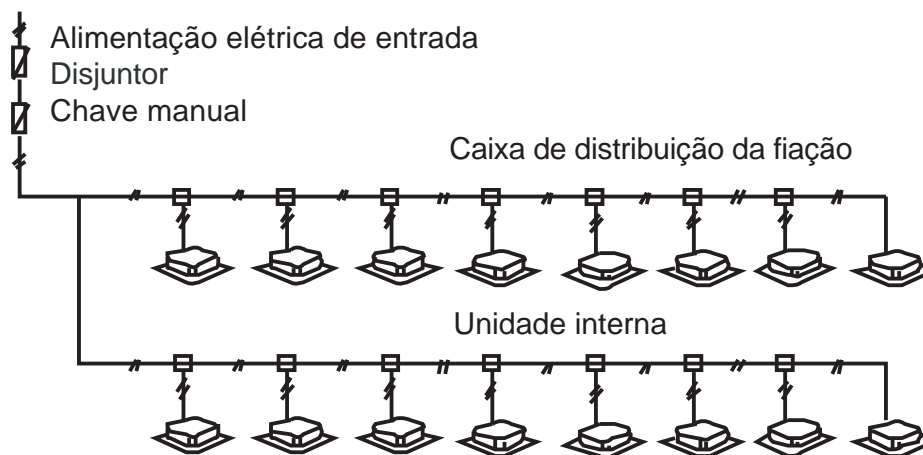 Alimentação elétrica de entrada
Disjuntor
Chave manual
Caixa de distribuição da fiação
Unidade interna